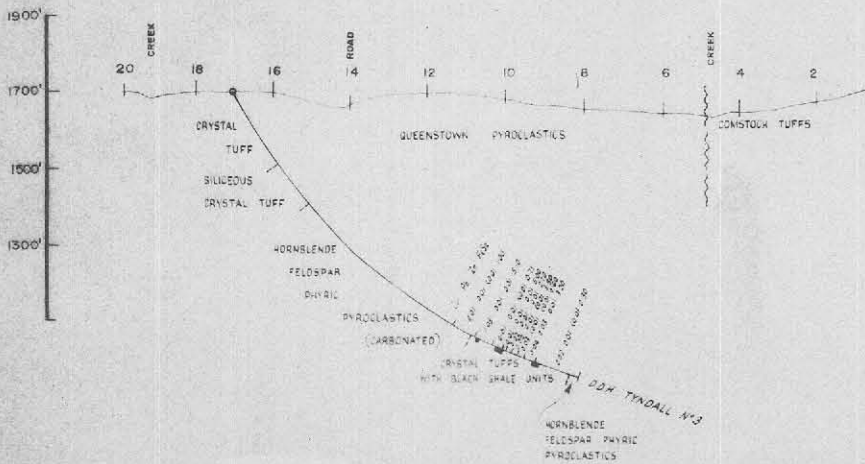 1900'
CREEK
ROAD
CREEK
20 18 16 14 12 10 8 6 4 2
1700'
CRYSTAL
TUFF
QUEENSTOWN PYROCLASTICS
COMSTOCK TUFFS
1500'
SILICEOUS
CRYSTAL TUFF
1300'
HORNBLENDE
FELDSPAR
PHYRIC
PYROCLASTICS
(CARBONATED)
CRYSTAL TUFFS
WITH BLACK SHALE UNITS
DDH TYNDALL Nº3
HORNBLENDE
FELDSPAR PHYRIC
PYROCLASTICS